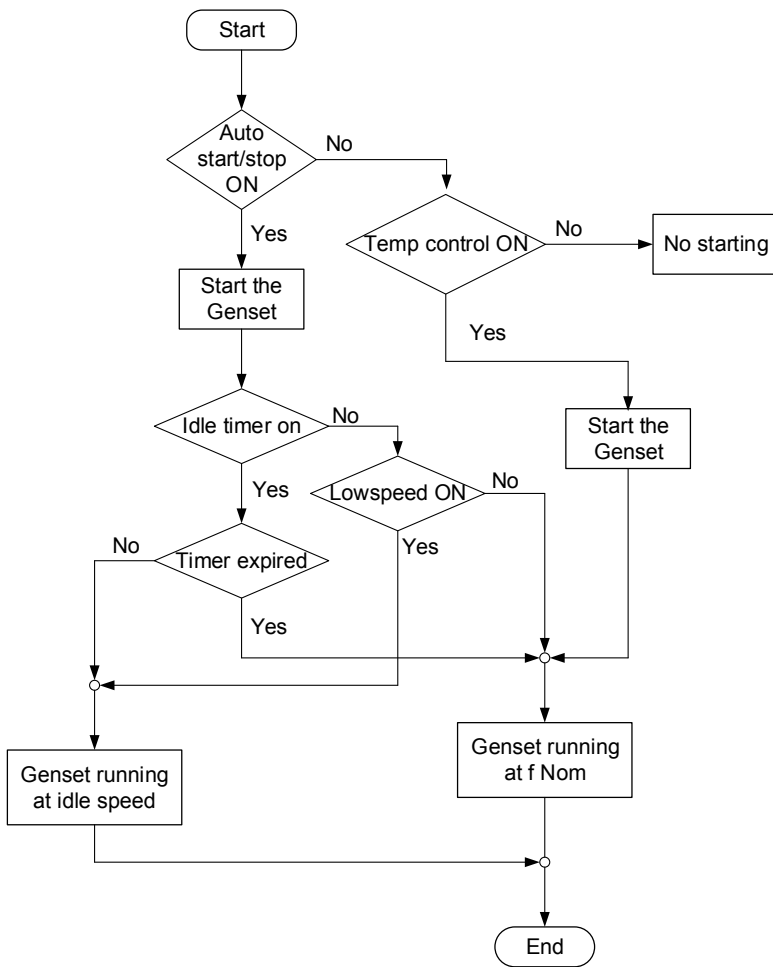 Start
Auto
start/stop
ON
No
Yes
Temp control ON
No
No starting
Start the
Genset
Yes
Idle timer on
No
Start the
Genset
Yes
Lowspeed ON
No
No
Timer expired
Yes
Yes
Genset running
at idle speed
Genset running
at f Nom
End